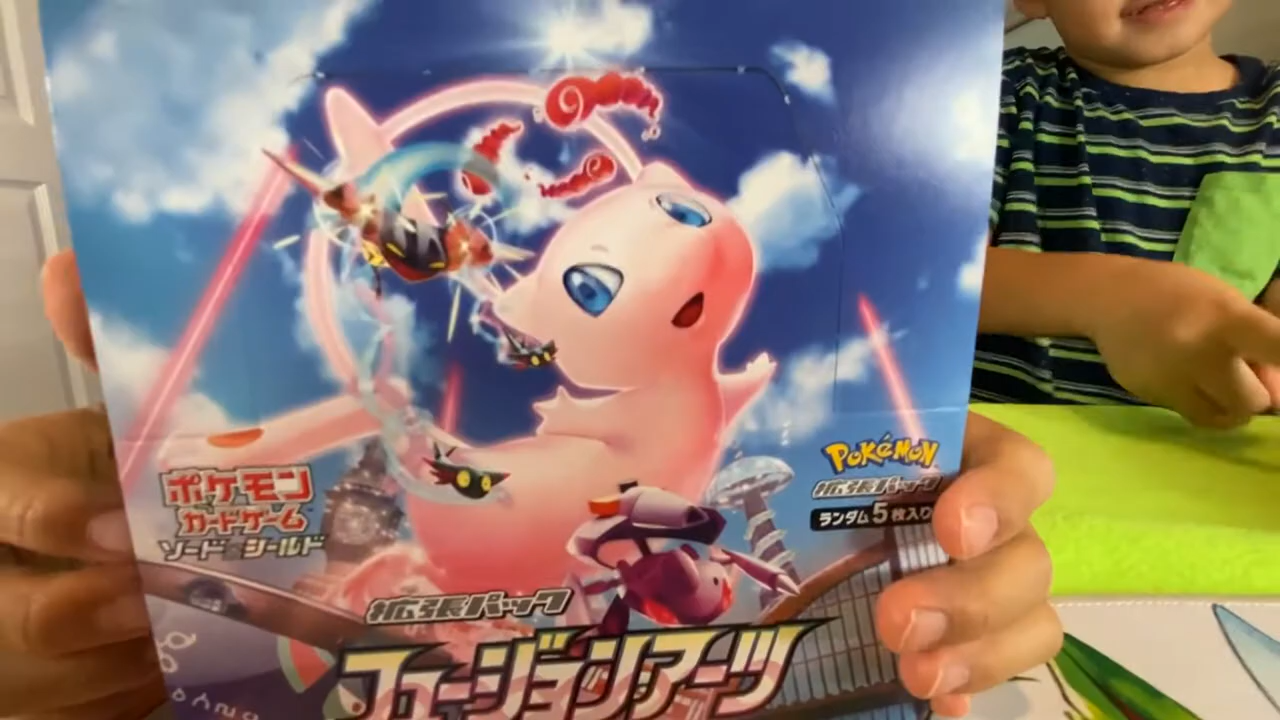 ポケモン
カードゲーム
ソード&シールド
Pokémon
拡張パック
ランダム5枚入り
拡張パック
フュージョンアーツ